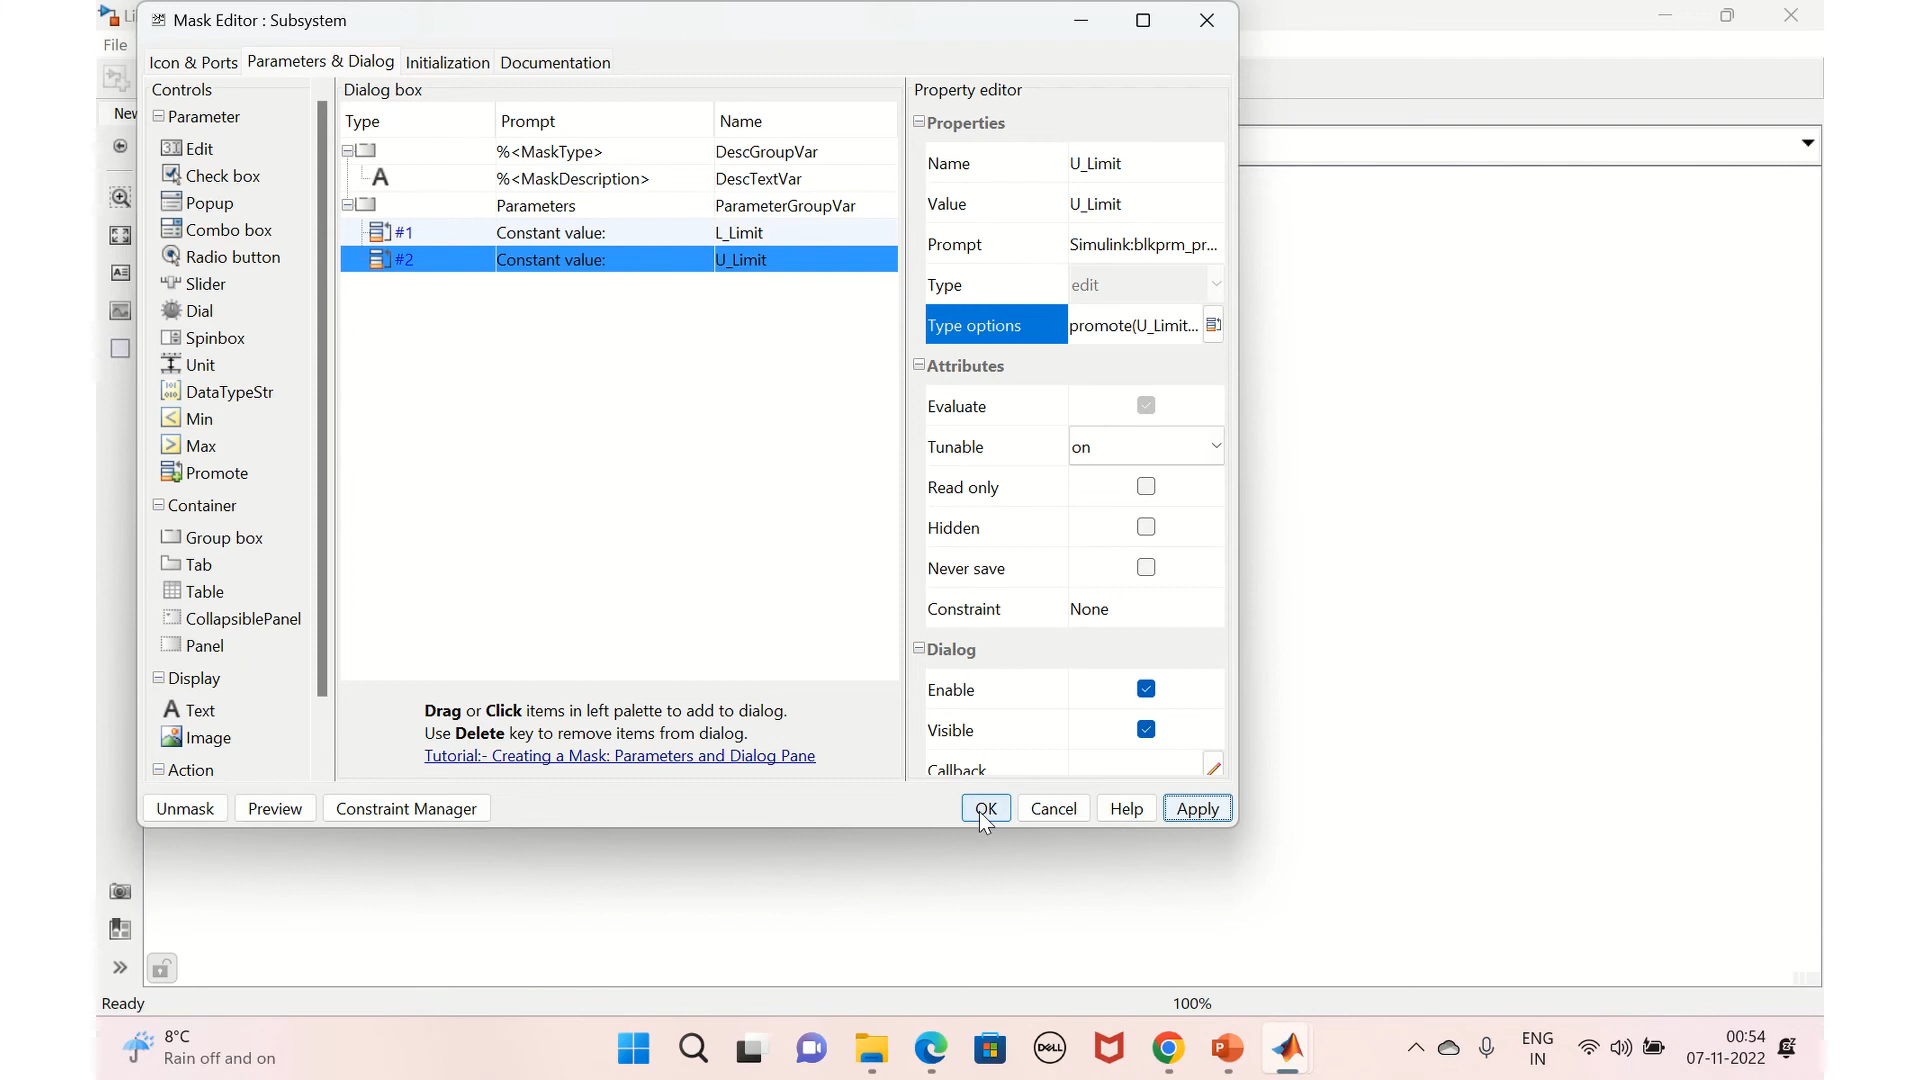 Mask Editor : Subsystem
File
Icon & Ports Parameters & Dialog Initialization Documentation
Controls
Parameter
Edit
Check box
Popup
Combo box
Radio button
Slider
Dial
Spinbox
Unit
DataTypeStr
Min
Max
Promote
Container
Group box
Tab
Table
CollapsiblePanel
Panel
Display
Text
Image
Action
Dialog box
Type Prompt Name
%<MaskType> DescGroupVar
A %<MaskDescription> DescTextVar
Parameters ParameterGroupVar
#1 Constant value: L_Limit
#2 Constant value: U_Limit
Drag or Click items in left palette to add to dialog.
Use Delete key to remove items from dialog.
Tutorial:- Creating a Mask: Parameters and Dialog Pane
Property editor
Properties
Name U_Limit
Value U_Limit
Prompt Simulink:blkprm_pr...
Type edit
Type options promote(U_Limit...
Attributes
Evaluate
Tunable on
Read only
Hidden
Never save
Constraint None
Dialog
Enable
Visible
Callback
Unmask Preview Constraint Manager OK Cancel Help Apply
Ready 100%
8°C
Rain off and on
DELL
ENG
IN
00:54
07-11-2022